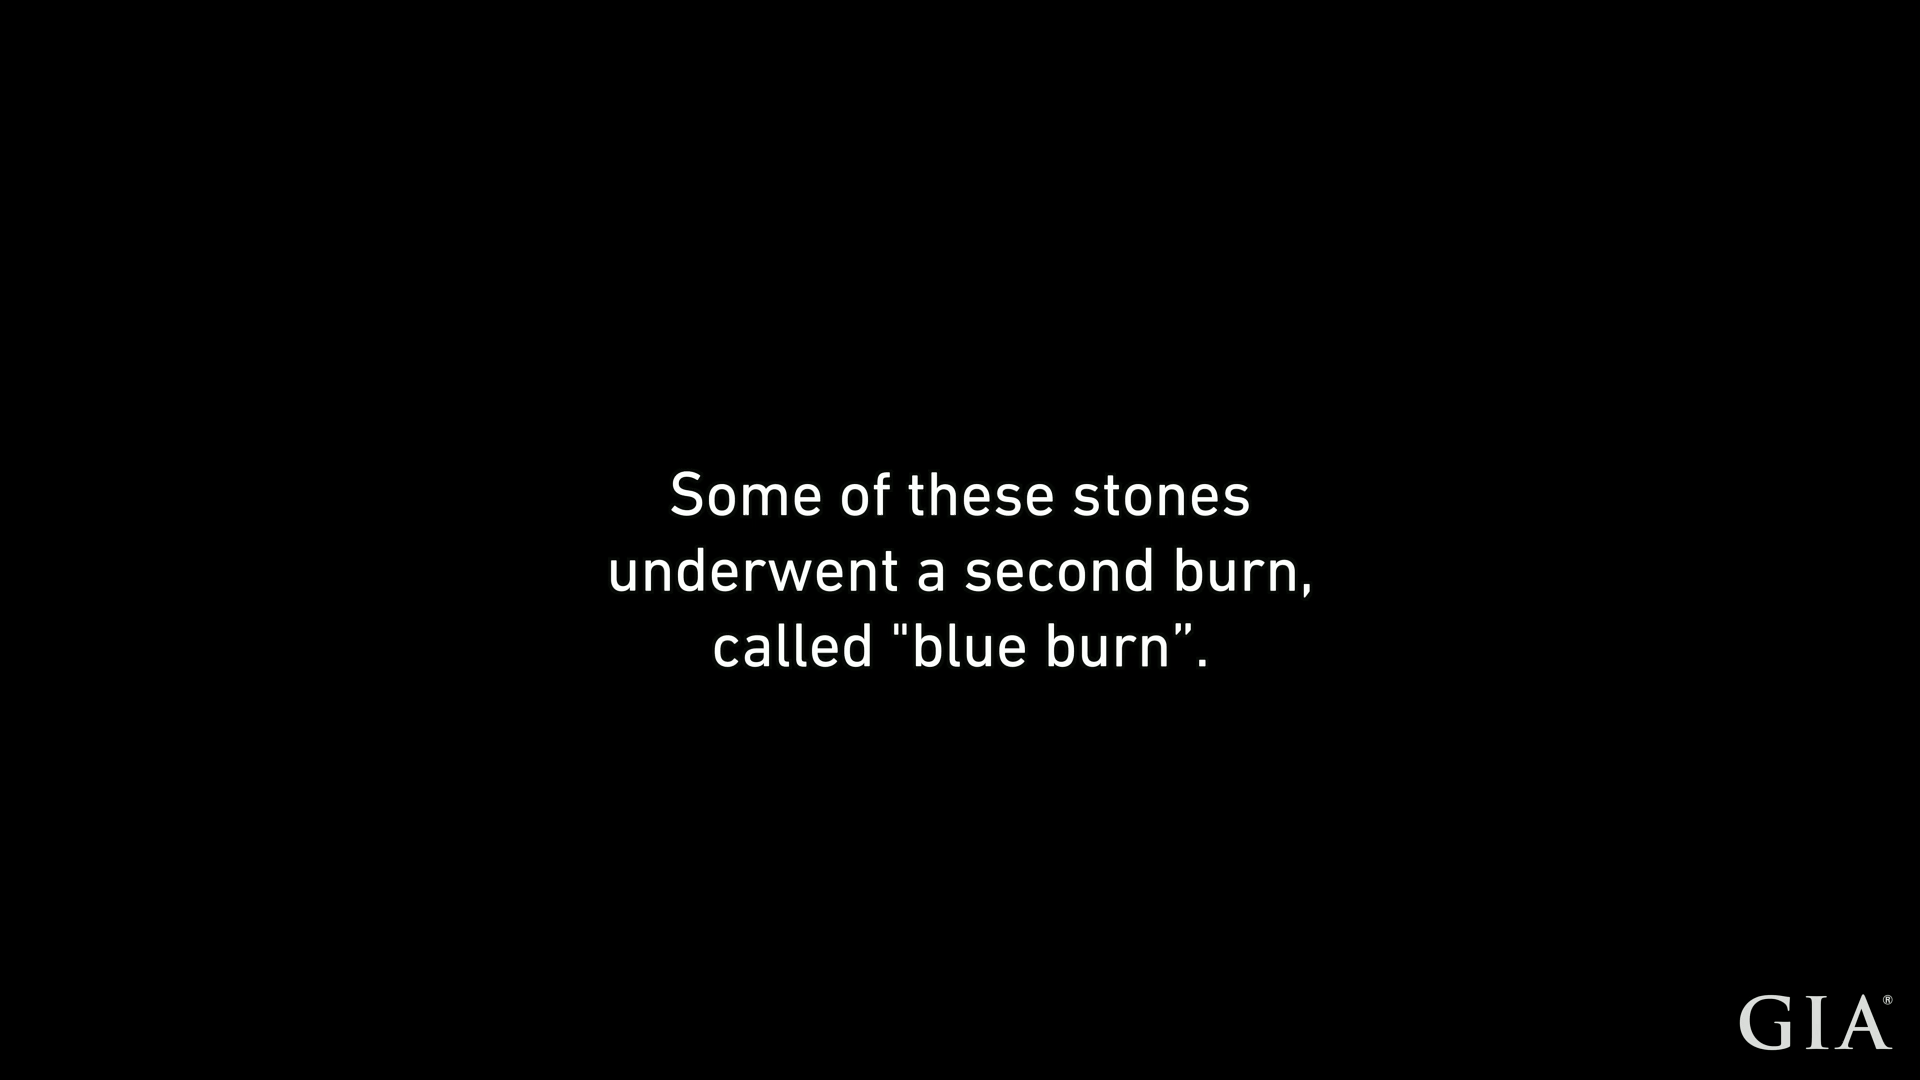 Some of these stones
underwent a second burn,
called "blue burn”.
GIA®